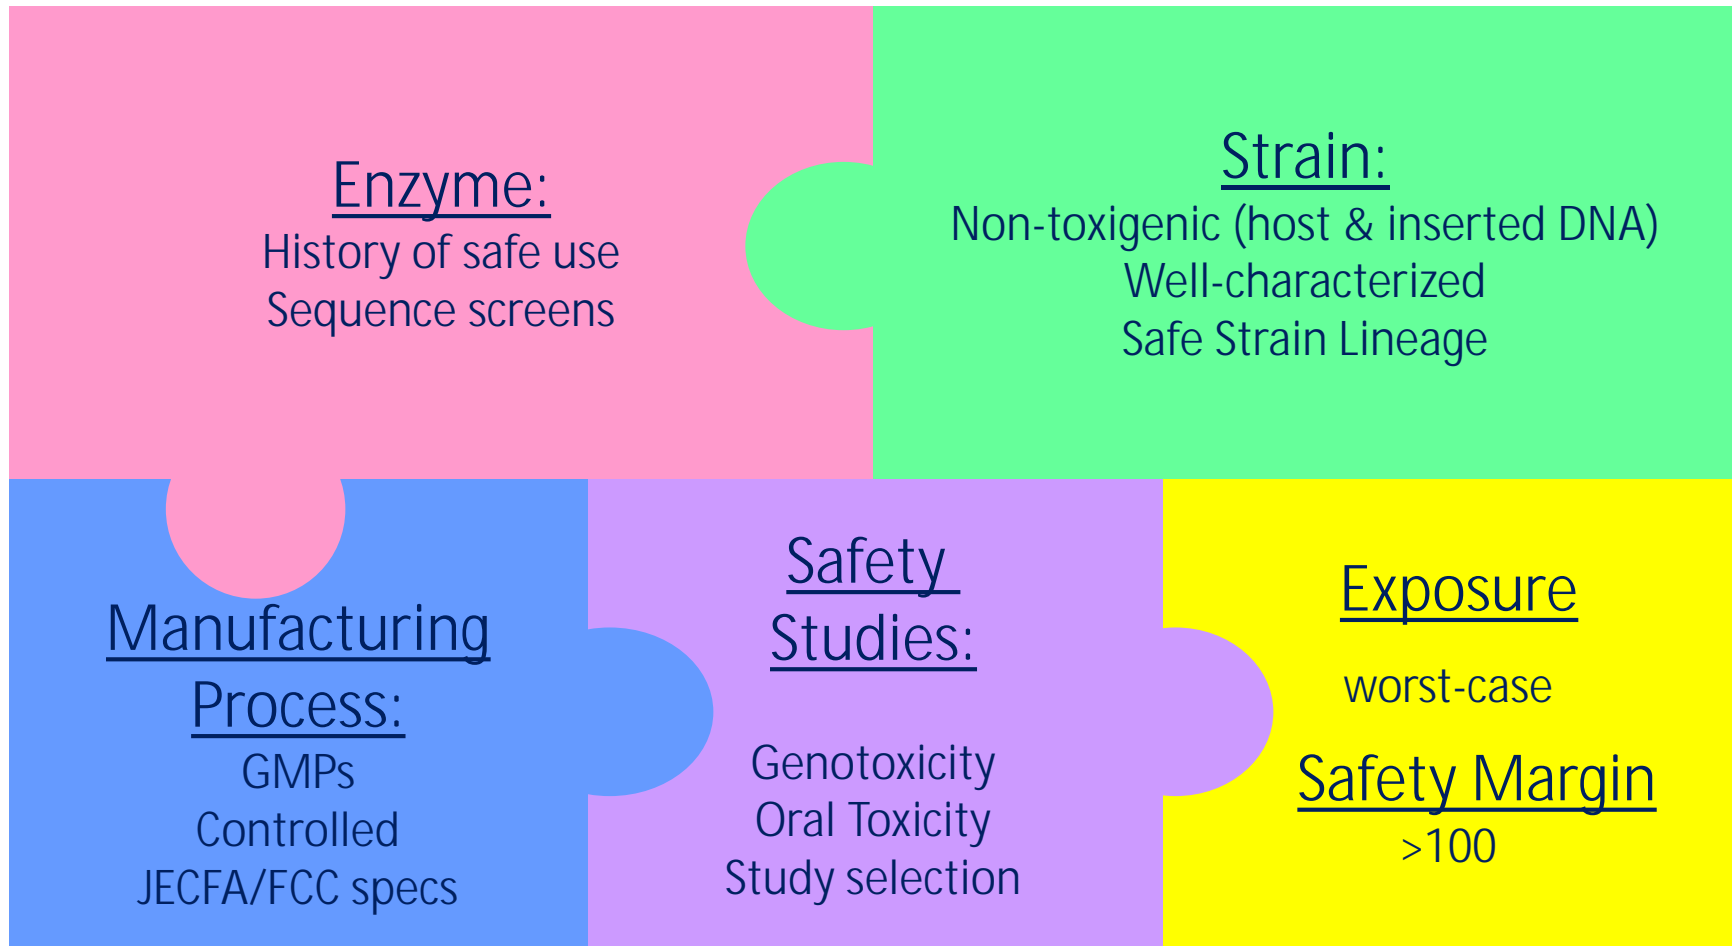 Enzyme:
History of safe use
Sequence screens
Strain:
Non-toxigenic (host & inserted DNA)
Well-characterized
Safe Strain Lineage
Manufacturing
Process:
GMPs
Controlled
JECFA/FCC specs
Safety
Studies:
Genotoxicity
Oral Toxicity
Study selection
Exposure
worst-case
Safety Margin
>100